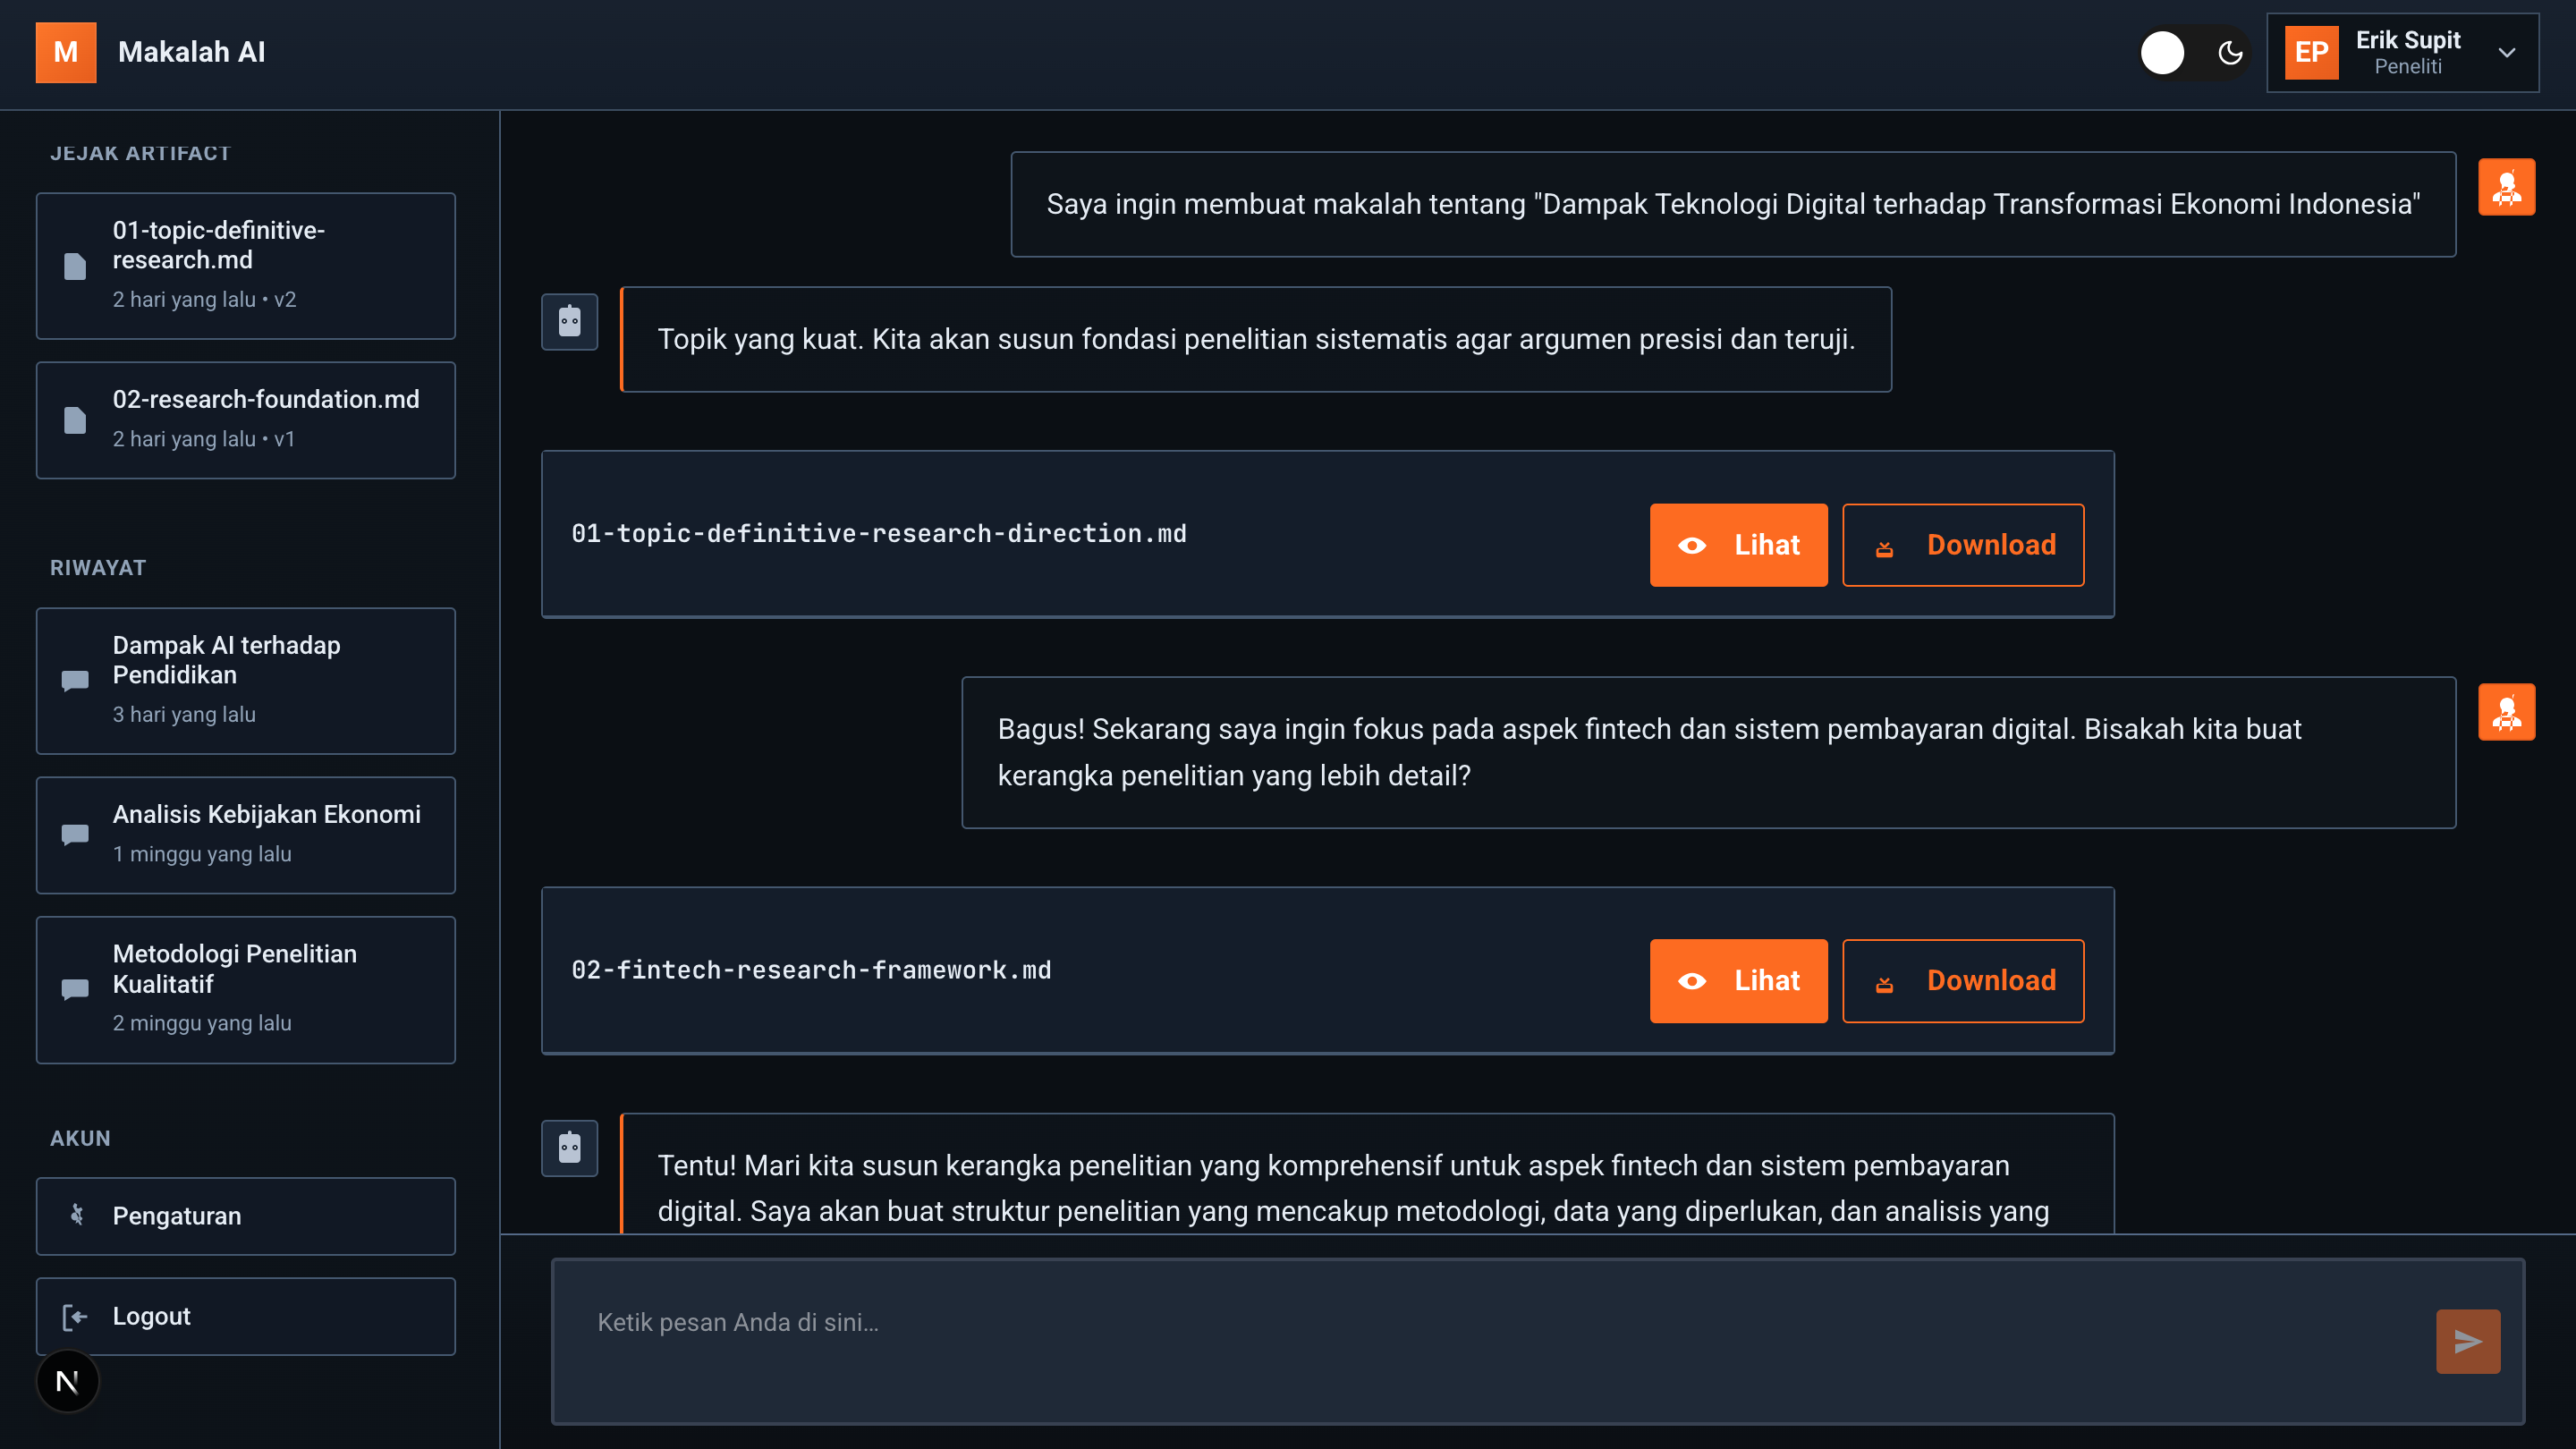 M
Makalah AI
EP
Erik Supit
Peneliti
JEJAK ARTIFACT
01-topic-definitive-
research.md
2 hari yang lalu • v2
02-research-foundation.md
2 hari yang lalu • v1
RIWAYAT
Dampak AI terhadap
Pendidikan
3 hari yang lalu
Analisis Kebijakan Ekonomi
1 minggu yang lalu
Metodologi Penelitian
Kualitatif
2 minggu yang lalu
AKUN
Pengaturan
Logout
N
Saya ingin membuat makalah tentang "Dampak Teknologi Digital terhadap Transformasi Ekonomi Indonesia"
Topik yang kuat. Kita akan susun fondasi penelitian sistematis agar argumen presisi dan teruji.
01-topic-definitive-research-direction.md
Lihat
Download
Bagus! Sekarang saya ingin fokus pada aspek fintech dan sistem pembayaran digital. Bisakah kita buat
kerangka penelitian yang lebih detail?
02-fintech-research-framework.md
Lihat
Download
Tentu! Mari kita susun kerangka penelitian yang komprehensif untuk aspek fintech dan sistem pembayaran
digital. Saya akan buat struktur penelitian yang mencakup metodologi, data yang diperlukan, dan analisis yang
Ketik pesan Anda di sini...